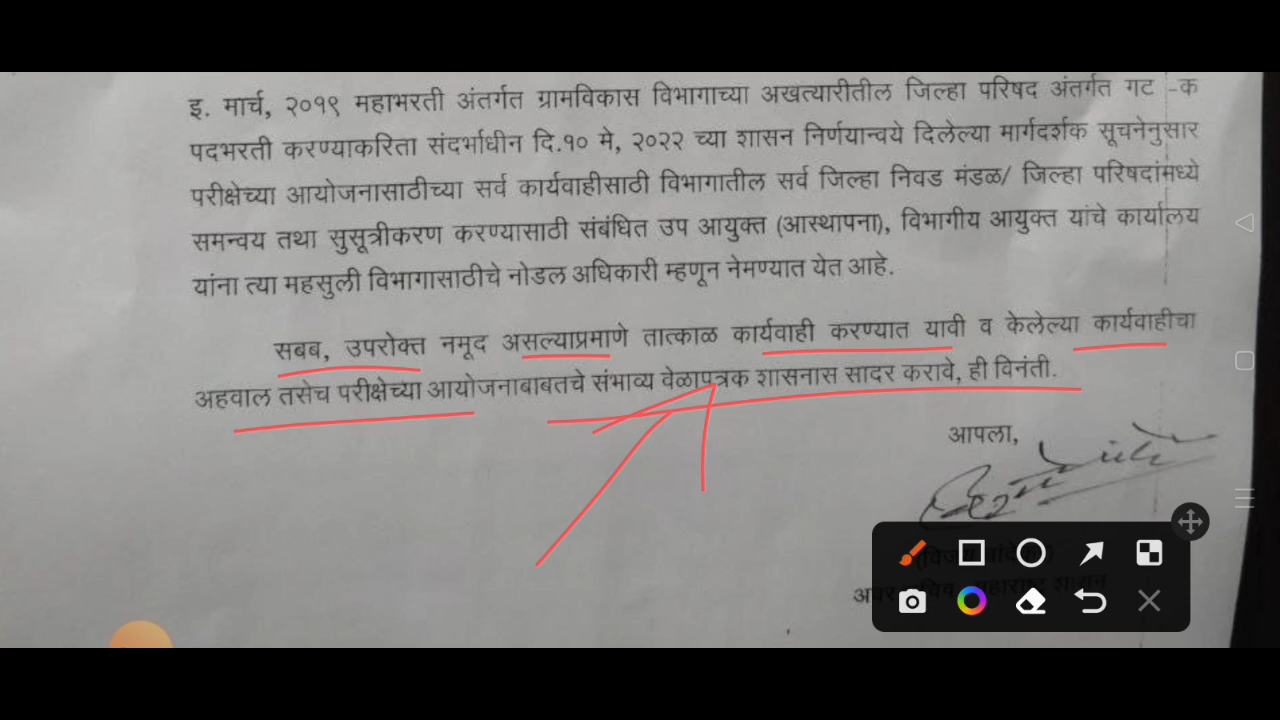 इ. मार्च, २०१९ महाभरती अंतर्गत ग्रामविकास विभागाच्या अखत्यारीतील जिल्हा परिषद अंतर्गत गट -क
पदभरती करण्याकरिता संदर्भाधीन दि.१० मे, २०२२ च्या शासन निर्णयान्वये दिलेल्या मार्गदर्शक सूचनेनुसार
परीक्षेच्या आयोजनासाठीच्या सर्व कार्यवाहीसाठी विभागातील सर्व जिल्हा निवड मंडळ/ जिल्हा परिषदांमध्ये
समन्वय तथा सुसूत्रीकरण करण्यासाठी संबंधित उप आयुक्त (आस्थापना), विभागीय आयुक्त यांचे कार्यालय
यांना त्या महसुली विभागासाठीचे नोडल अधिकारी म्हणून नेमण्यात येत आहे.
सबब, उपरोक्त नमूद असल्याप्रमाणे तात्काळ कार्यवाही करण्यात यावी व केलेल्या कार्यवाहीचा
अहवाल तसेच परीक्षेच्या आयोजनाबाबतचे संभाव्य वेळापत्रक शासनास सादर करावे, ही विनंती.
आपला,